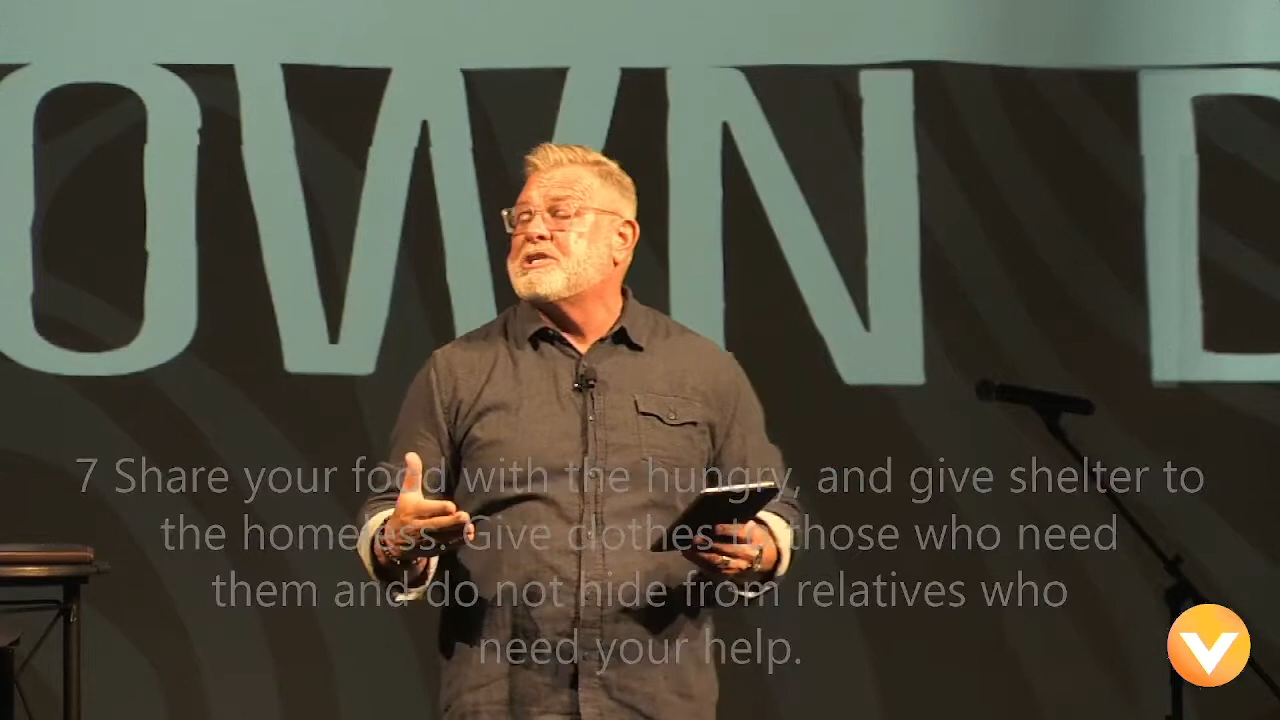 OWN D
7 Share your food with the hungry, and give shelter to
the homeless. Give clothes to those who need
them and do not hide from relatives who
need your help.
V